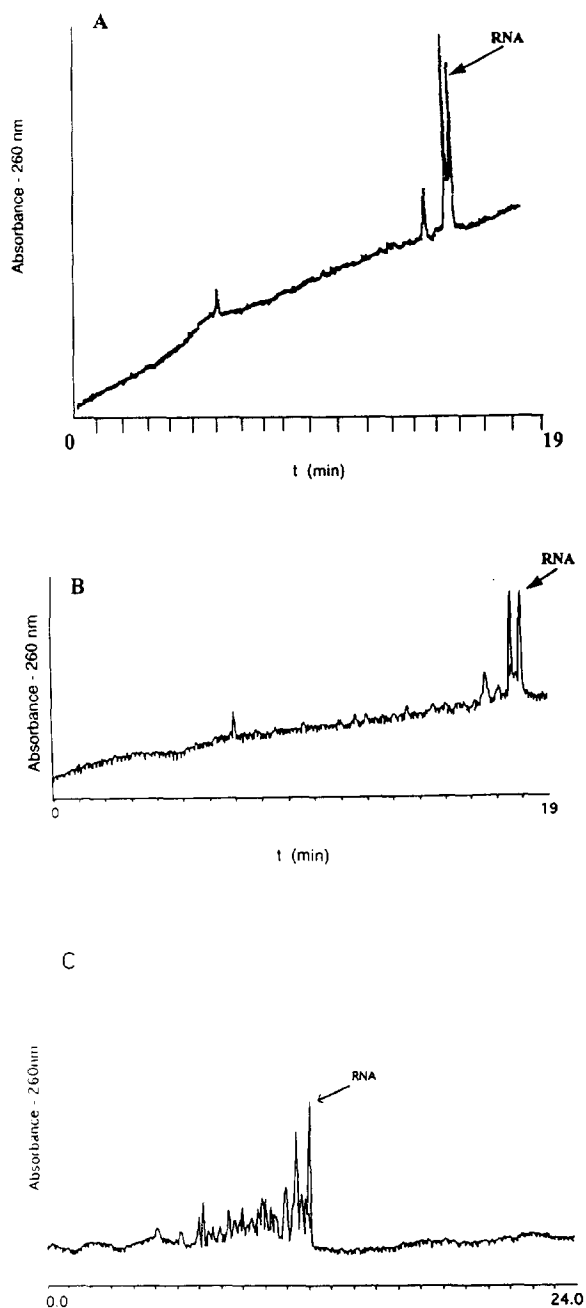 A
RNA
Absorbance - 260 nm
0
19
t (min)
B
RNA
Absorbance - 260 nm
0
19
t (min)
C
RNA
Absorbance - 260nm
0.0
24.0